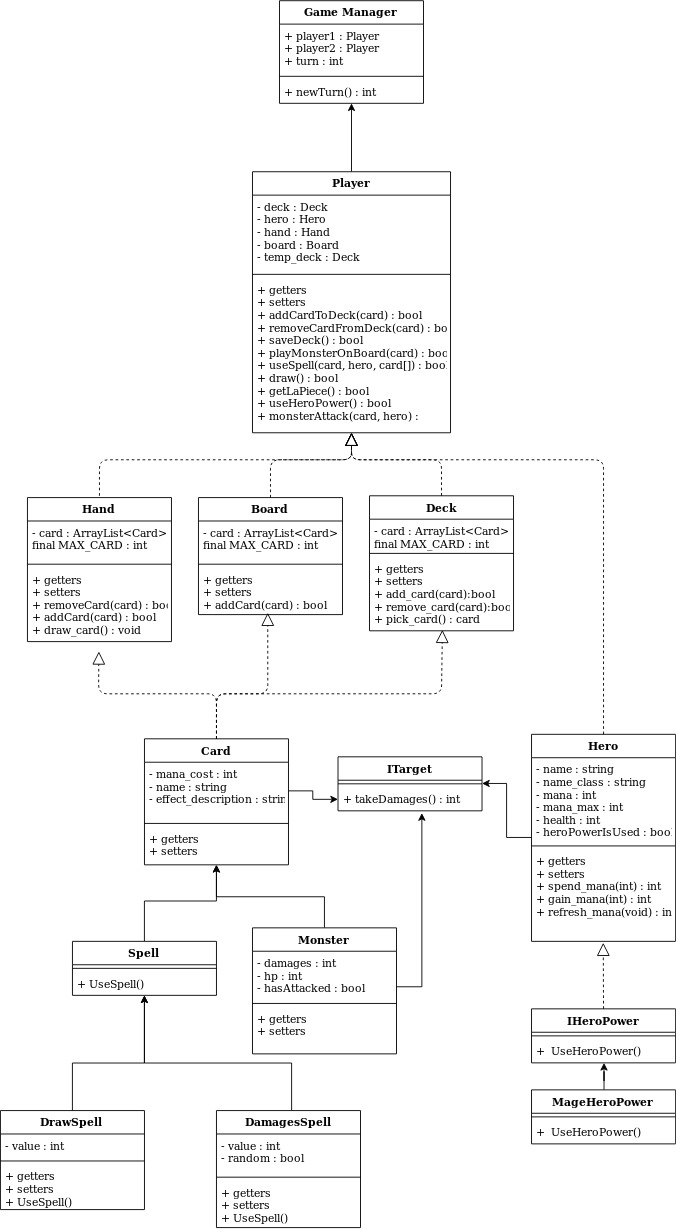 Game Manager
+ player1 : Player
+ player2 : Player
+ turn : int
+ newTurn() : int
Player
- deck : Deck
- hero : Hero
- hand : Hand
- board : Board
- temp_deck : Deck
+ getters
+ setters
+ addCardToDeck(card) : bool
+ removeCardFromDeck(card) : boo
+ saveDeck() : bool
+ playMonsterOnBoard(card) : bool
+ useSpell(card, hero, card[]) : bool
+ draw() : bool
+ getLaPiece() : bool
+ useHeroPower() : bool
+ monsterAttack(card, hero) :
Hand
- card : ArrayList<Card>
final MAX_CARD : int
+ getters
+ setters
+ removeCard(card) : bool
+ addCard(card) : bool
+ draw_card() : void
Board
- card : ArrayList<Card>
final MAX_CARD : int
+ getters
+ setters
+ addCard(card) : bool
Deck
- card : ArrayList<Card>
final MAX_CARD : int
+ getters
+ setters
+ add_card(card):bool
+ remove_card(card):bool
+ pick_card() : card
Card
- mana_cost : int
- name : string
- effect_description : strin
+ getters
+ setters
ITarget
+ takeDamages() : int
Hero
- name : string
- name_class : string
- mana : int
- mana_max : int
- health : int
- heroPowerIsUsed : bool
+ getters
+ setters
+ spend_mana(int) : int
+ gain_mana(int) : int
+ refresh_mana(void) : in
Spell
+ UseSpell()
Monster
- damages : int
- hp : int
- hasAttacked : bool
+ getters
+ setters
IHeroPower
+ UseHeroPower()
MageHeroPower
+ UseHeroPower()
DrawSpell
- value : int
+ getters
+ setters
+ UseSpell()
DamagesSpell
- value : int
- random : bool
+ getters
+ setters
+ UseSpell()